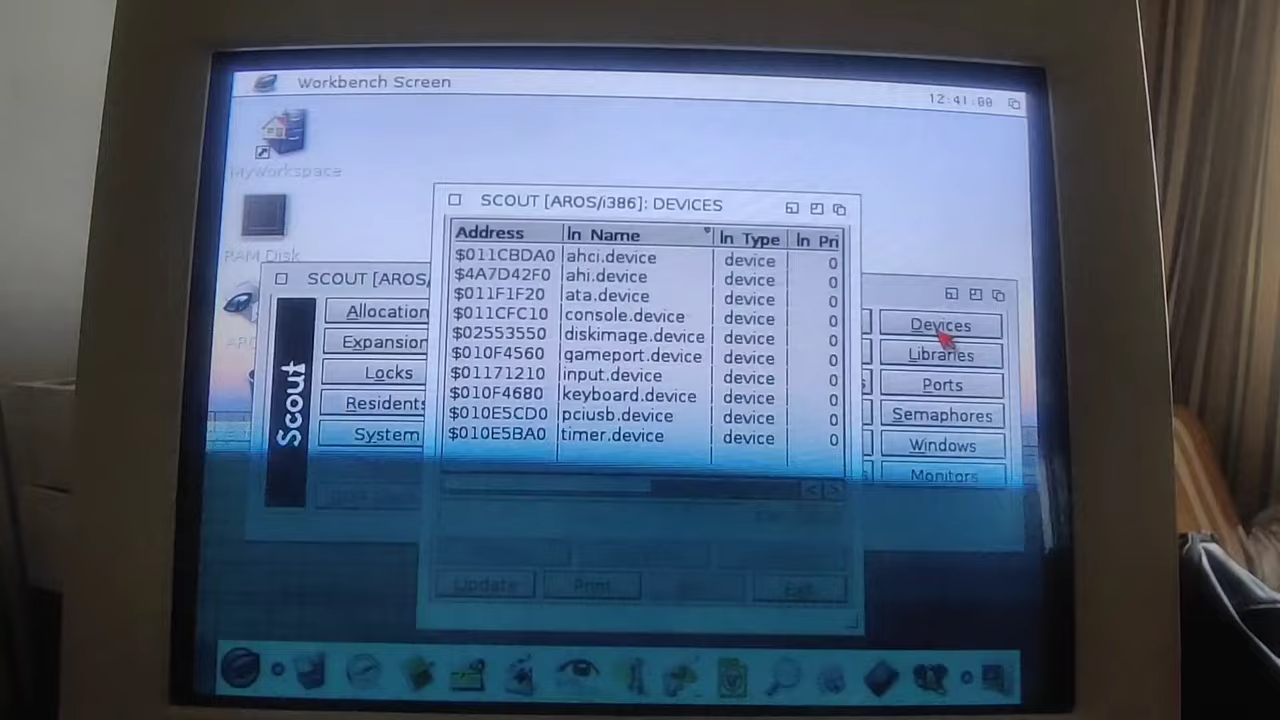 Workbench Screen
12:41:00
MyWorkspace
RAM Disk
SCOUT [AROS/i386]: DEVICES
Address ln Name ln Type ln Pri
$011CBDA0 ahci.device device 0
$4A7D42F0 ahi.device device 0
$011F1F20 ata.device device 0
$011CFC10 console.device device 0
$02553550 diskimage.device device 0
$010F4560 gameport.device device 0
$01171210 input.device device 0
$010F4680 keyboard.device device 0
$010E5CD0 pciusb.device device 0
$010E5BA0 timer.device device 0
Update Print Exit
SCOUT [AROS/
Scout
Allocation
Expansion
Locks
Residents
System
Devices
Libraries
Ports
Semaphores
Windows
Monitors